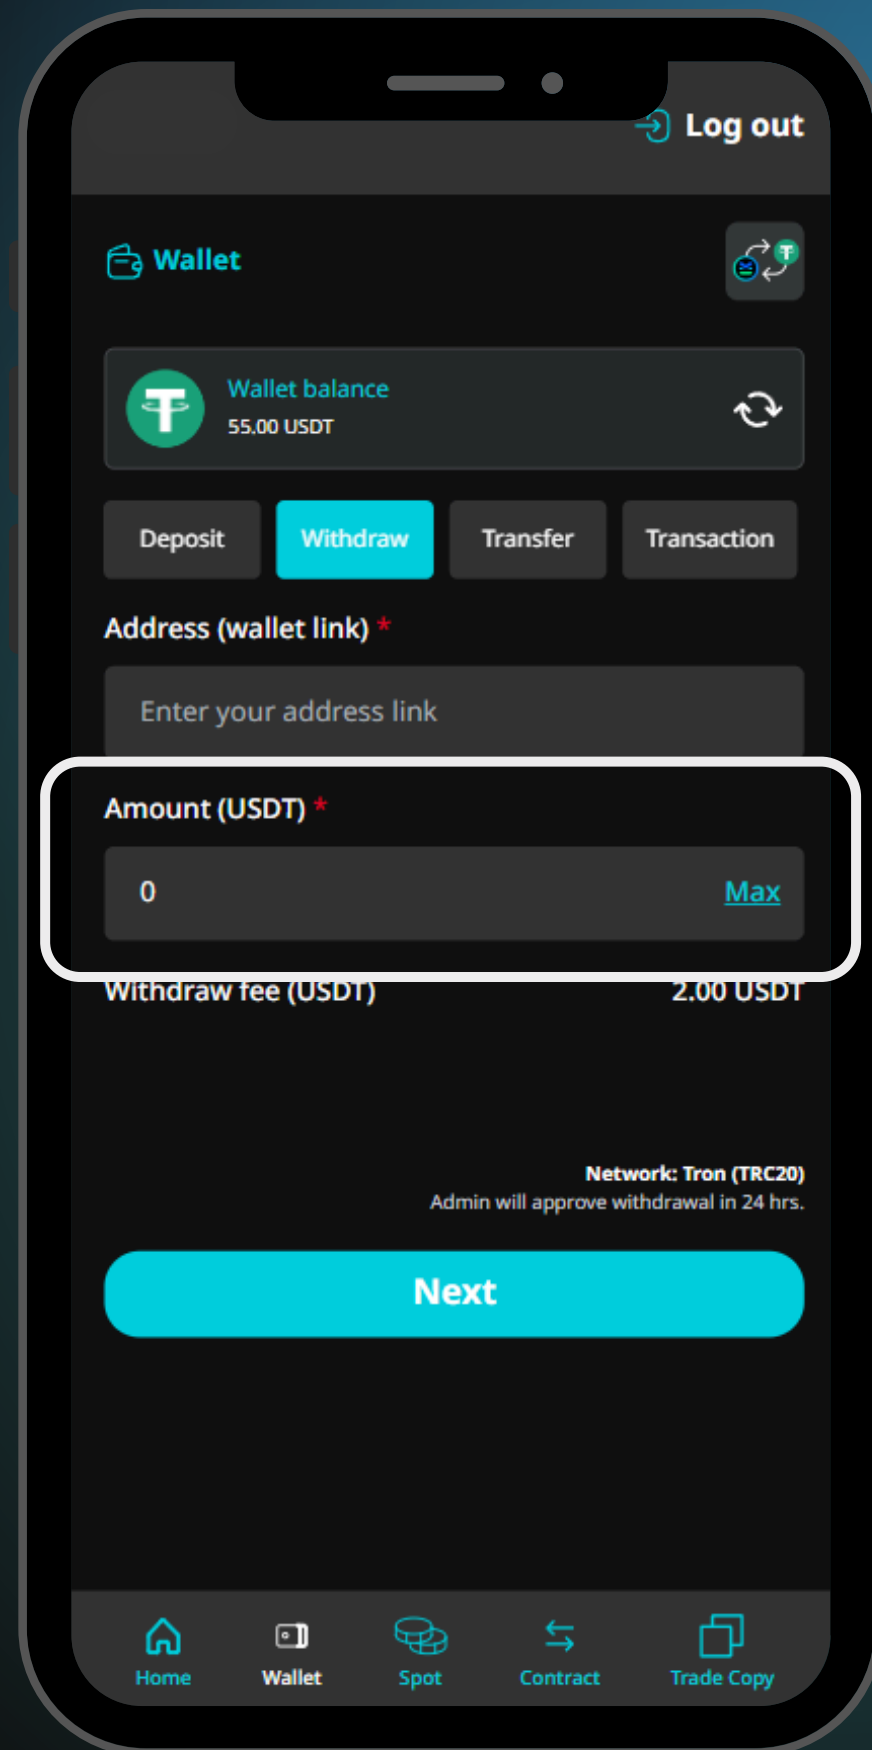 Log out
Wallet
Wallet balance
55.00 USDT
Deposit Withdraw Transfer Transaction
Address (wallet link) *
Enter your address link
Amount (USDT) *
0 Max
Withdraw fee (USDT) 2.00 USDT
Network: Tron (TRC20)
Admin will approve withdrawal in 24 hrs.
Next
Home Wallet Spot Contract Trade Copy